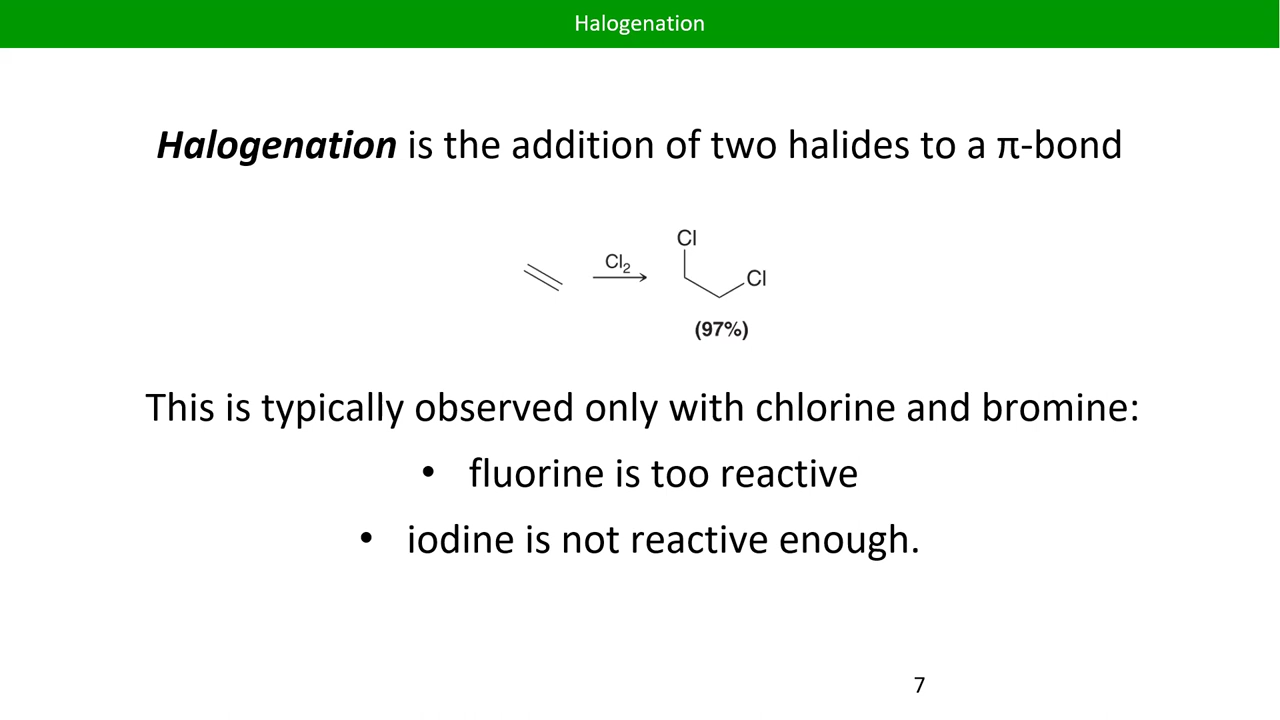 Halogenation
Halogenation is the addition of two halides to a π-bond
Cl
Cl₂
Cl
(97%)
This is typically observed only with chlorine and bromine:
• fluorine is too reactive
• iodine is not reactive enough.
7